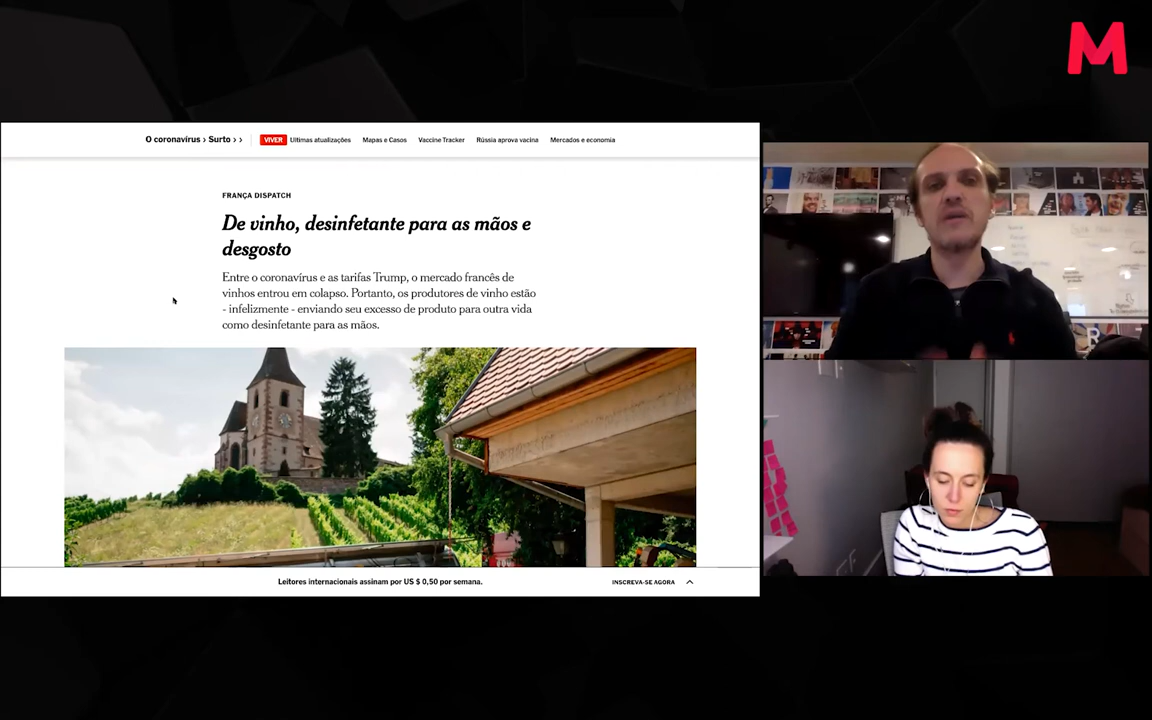 M
O coronavírus › Surto › ›
VIVER Ultimas atualizações Mapas e Casos Vaccine Tracker Rússia aprova vacina Mercados e economia
FRANÇA DISPATCH
De vinho, desinfetante para as mãos e
desgosto
Entre o coronavírus e as tarifas Trump, o mercado francês de
vinhos entrou em colapso. Portanto, os produtores de vinho estão
- infelizmente - enviando seu excesso de produto para outra vida
como desinfetante para as mãos.
Leitores internacionais assinam por US $ 0,50 por semana.
INSCREVA-SE AGORA